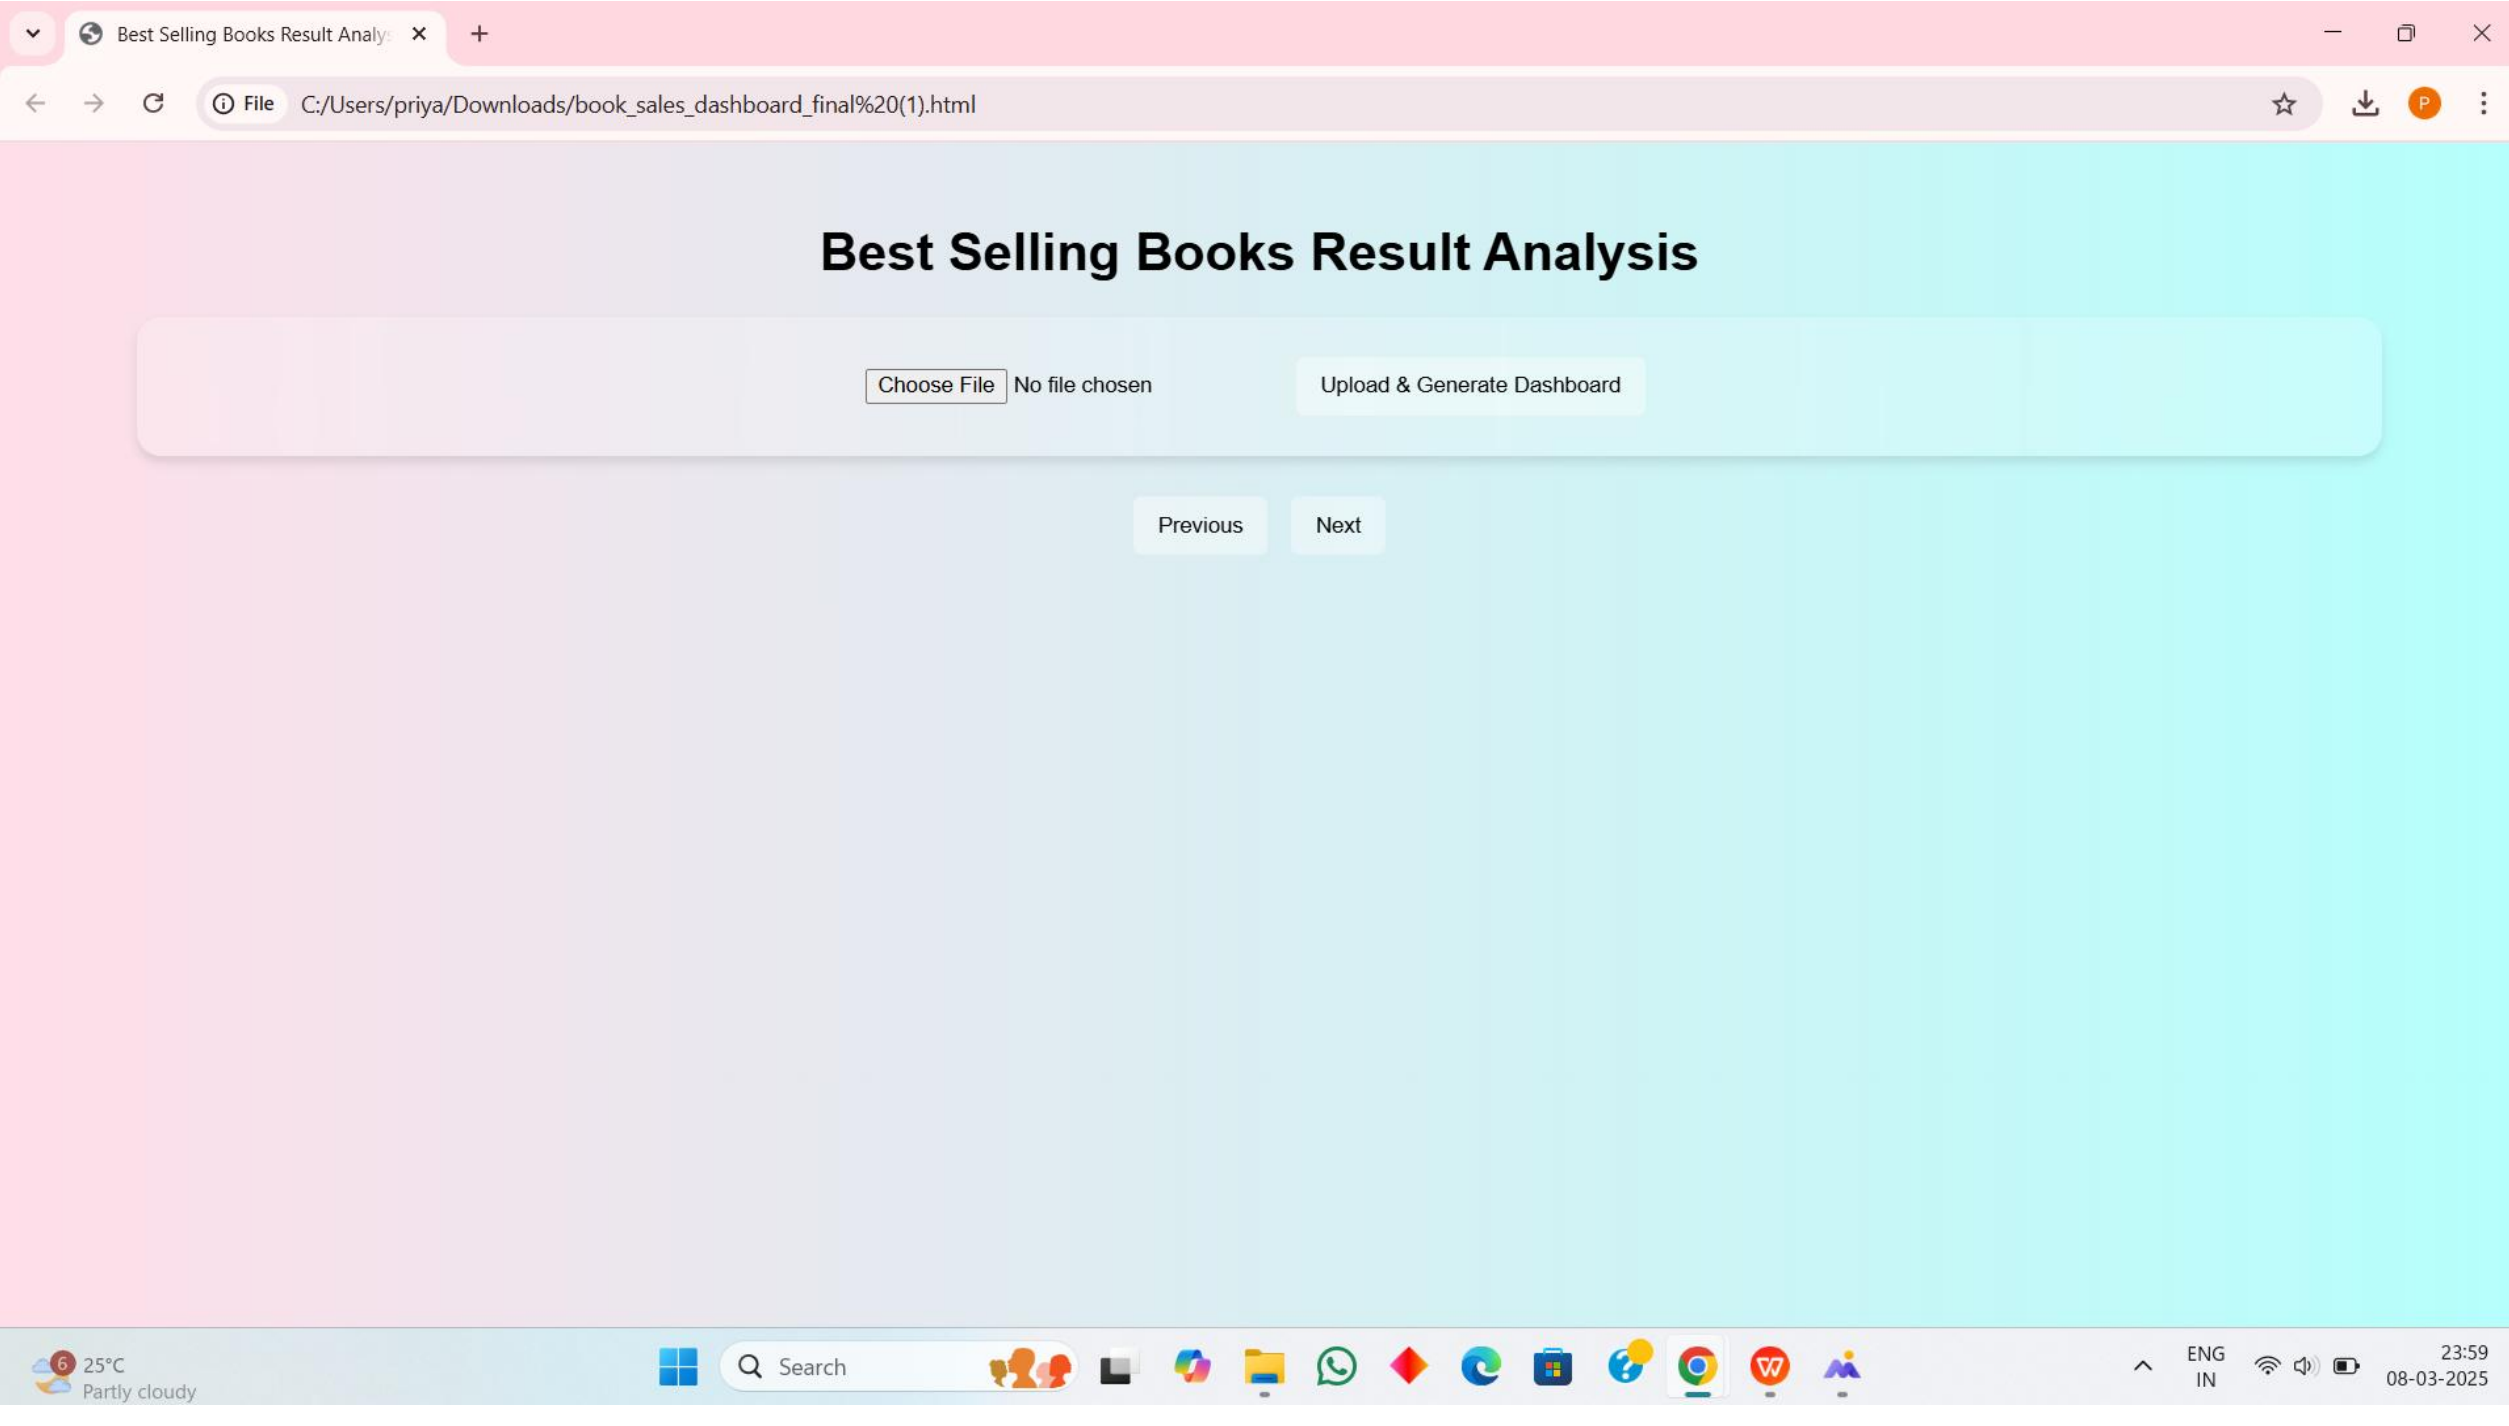 Best Selling Books Result Analys
File C:/Users/priya/Downloads/book_sales_dashboard_final%20(1).html
P
Best Selling Books Result Analysis
Choose File No file chosen
Upload & Generate Dashboard
Previous
Next
6
25°C
Partly cloudy
Search
ENG
IN
23:59
08-03-2025